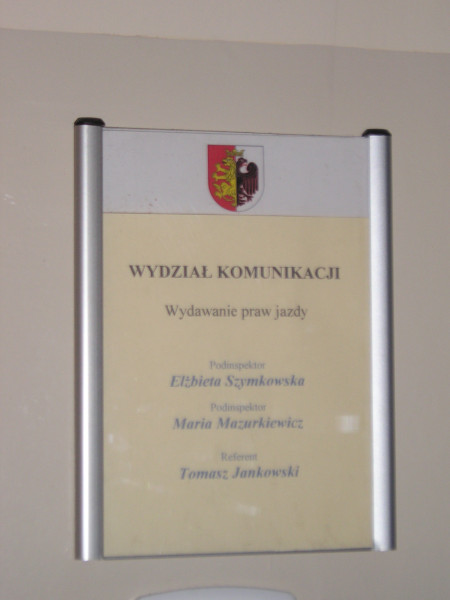 WYDZIAŁ KOMUNIKACJI
Wydawanie praw jazdy
Podinspektor
Elżbieta Szymkowska
Podinspektor
Maria Mazurkiewicz
Referent
Tomasz Jankowski